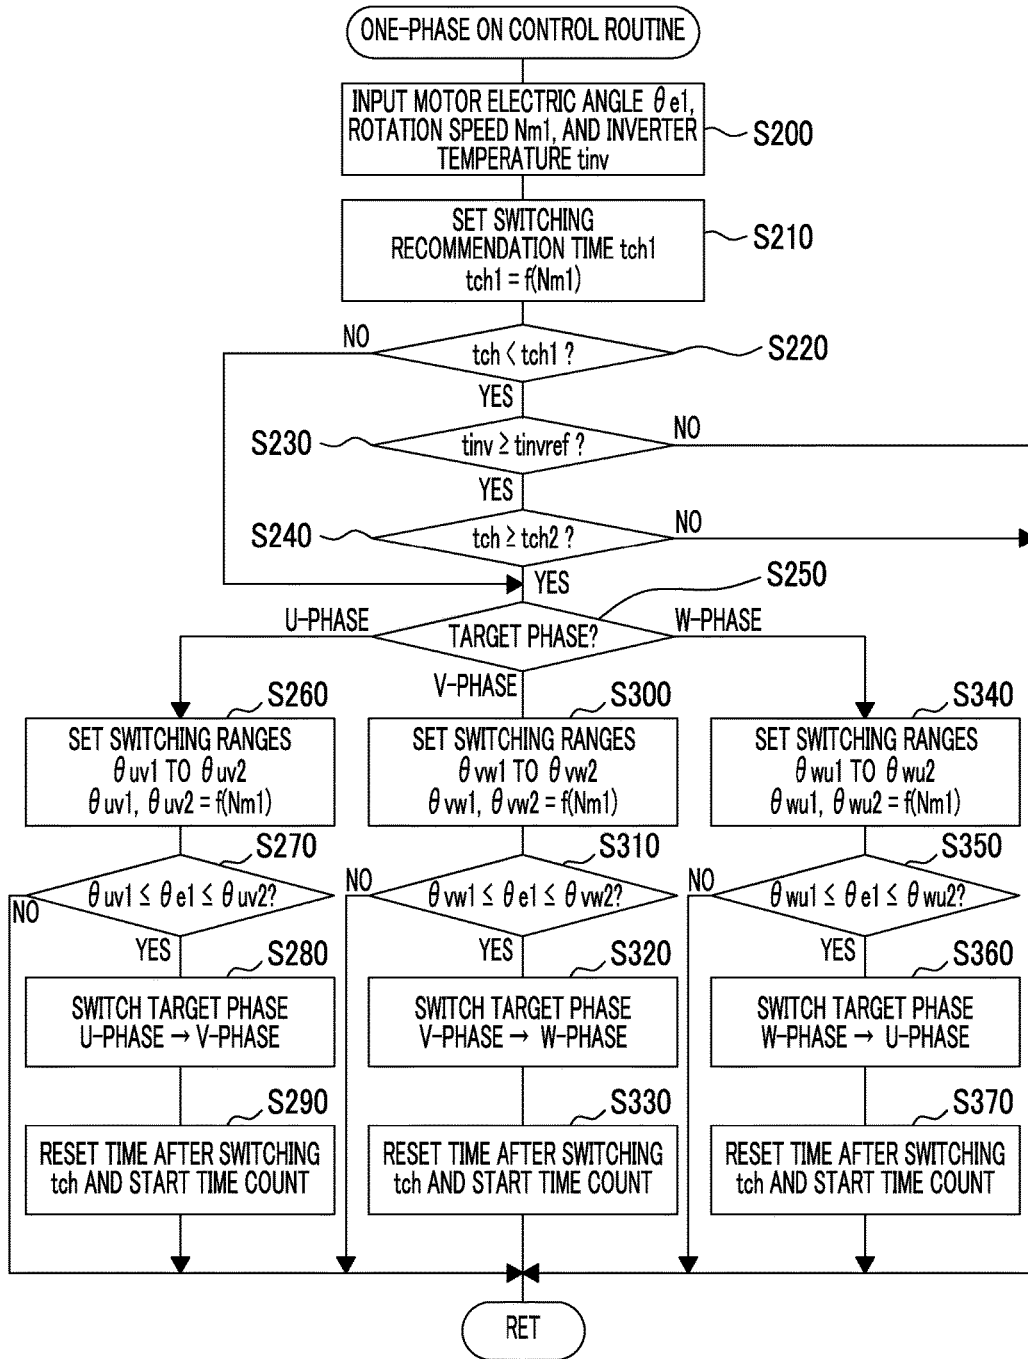 ONE-PHASE ON CONTROL ROUTINE
INPUT MOTOR ELECTRIC ANGLE θe1,
ROTATION SPEED Nm1, AND INVERTER
TEMPERATURE tinv
S200
SET SWITCHING
RECOMMENDATION TIME tch1
tch1 = f(Nm1)
S210
NO
tch < tch1 ?
S220
YES
S230
tinv ≥ tinvref ?
NO
YES
S240
tch ≥ tch2 ?
NO
YES
S250
U-PHASE
TARGET PHASE?
W-PHASE
V-PHASE
S260
SET SWITCHING RANGES
θuv1 TO θuv2
θuv1, θuv2 = f(Nm1)
S270
θuv1 ≤ θe1 ≤ θuv2?
NO
YES
S280
SWITCH TARGET PHASE
U-PHASE → V-PHASE
S290
RESET TIME AFTER SWITCHING
tch AND START TIME COUNT
S300
SET SWITCHING RANGES
θvw1 TO θvw2
θvw1, θvw2 = f(Nm1)
S310
NO
θvw1 ≤ θe1 ≤ θvw2?
YES
S320
SWITCH TARGET PHASE
V-PHASE → W-PHASE
S330
RESET TIME AFTER SWITCHING
tch AND START TIME COUNT
S340
SET SWITCHING RANGES
θwu1 TO θwu2
θwu1, θwu2 = f(Nm1)
S350
NO
θwu1 ≤ θe1 ≤ θwu2?
YES
S360
SWITCH TARGET PHASE
W-PHASE → U-PHASE
S370
RESET TIME AFTER SWITCHING
tch AND START TIME COUNT
RET